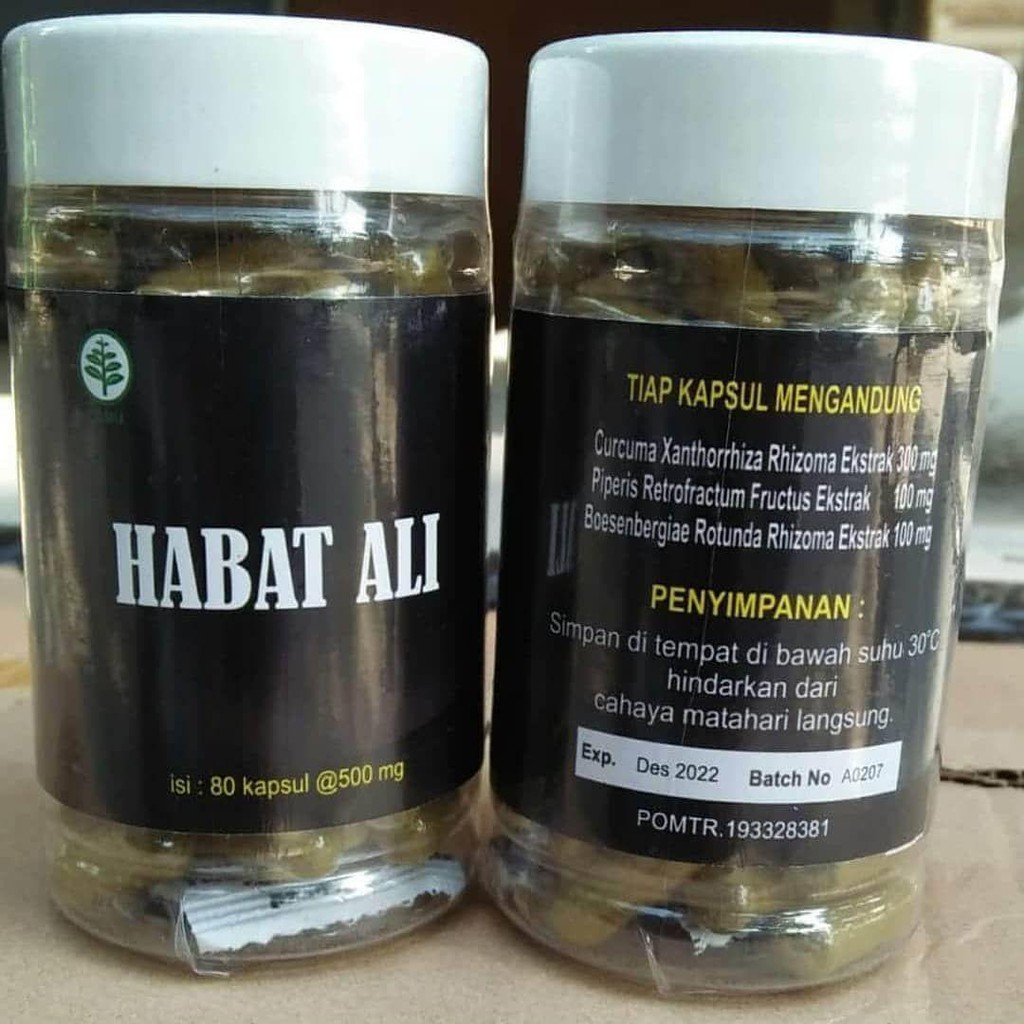 HABAT ALI
isi : 80 kapsul @500 mg
TIAP KAPSUL MENGANDUNG
Curcuma Xanthorrhiza Rhizoma Ekstrak 300 mg
Piperis Retrofractum Fructus Ekstrak 100 mg
Boesenbergiae Rotunda Rhizoma Ekstrak 100 mg
PENYIMPANAN :
Simpan di tempat di bawah suhu 30°C
hindarkan dari
cahaya matahari langsung.
Exp. Des 2022 Batch No A0207
POMTR.193328381